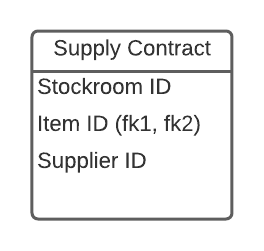 Supply Contract
Stockroom ID
Item ID (fk1, fk2)
Supplier ID